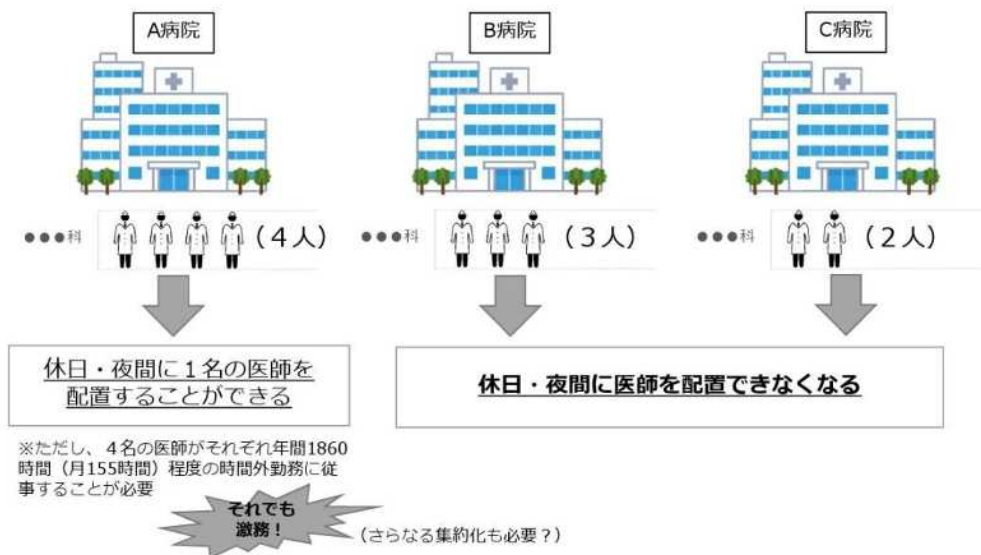 A病院
B病院
C病院
●●●科
(4人)
●●●科
(3人)
●●●科
(2人)
休日・夜間に1名の医師を
配置することができる
休日・夜間に医師を配置できなくなる
※ただし、4名の医師がそれぞれ年間1860
時間(月155時間)程度の時間外勤務に従
事することが必要
それでも
激務!
(さらなる集約化も必要?)